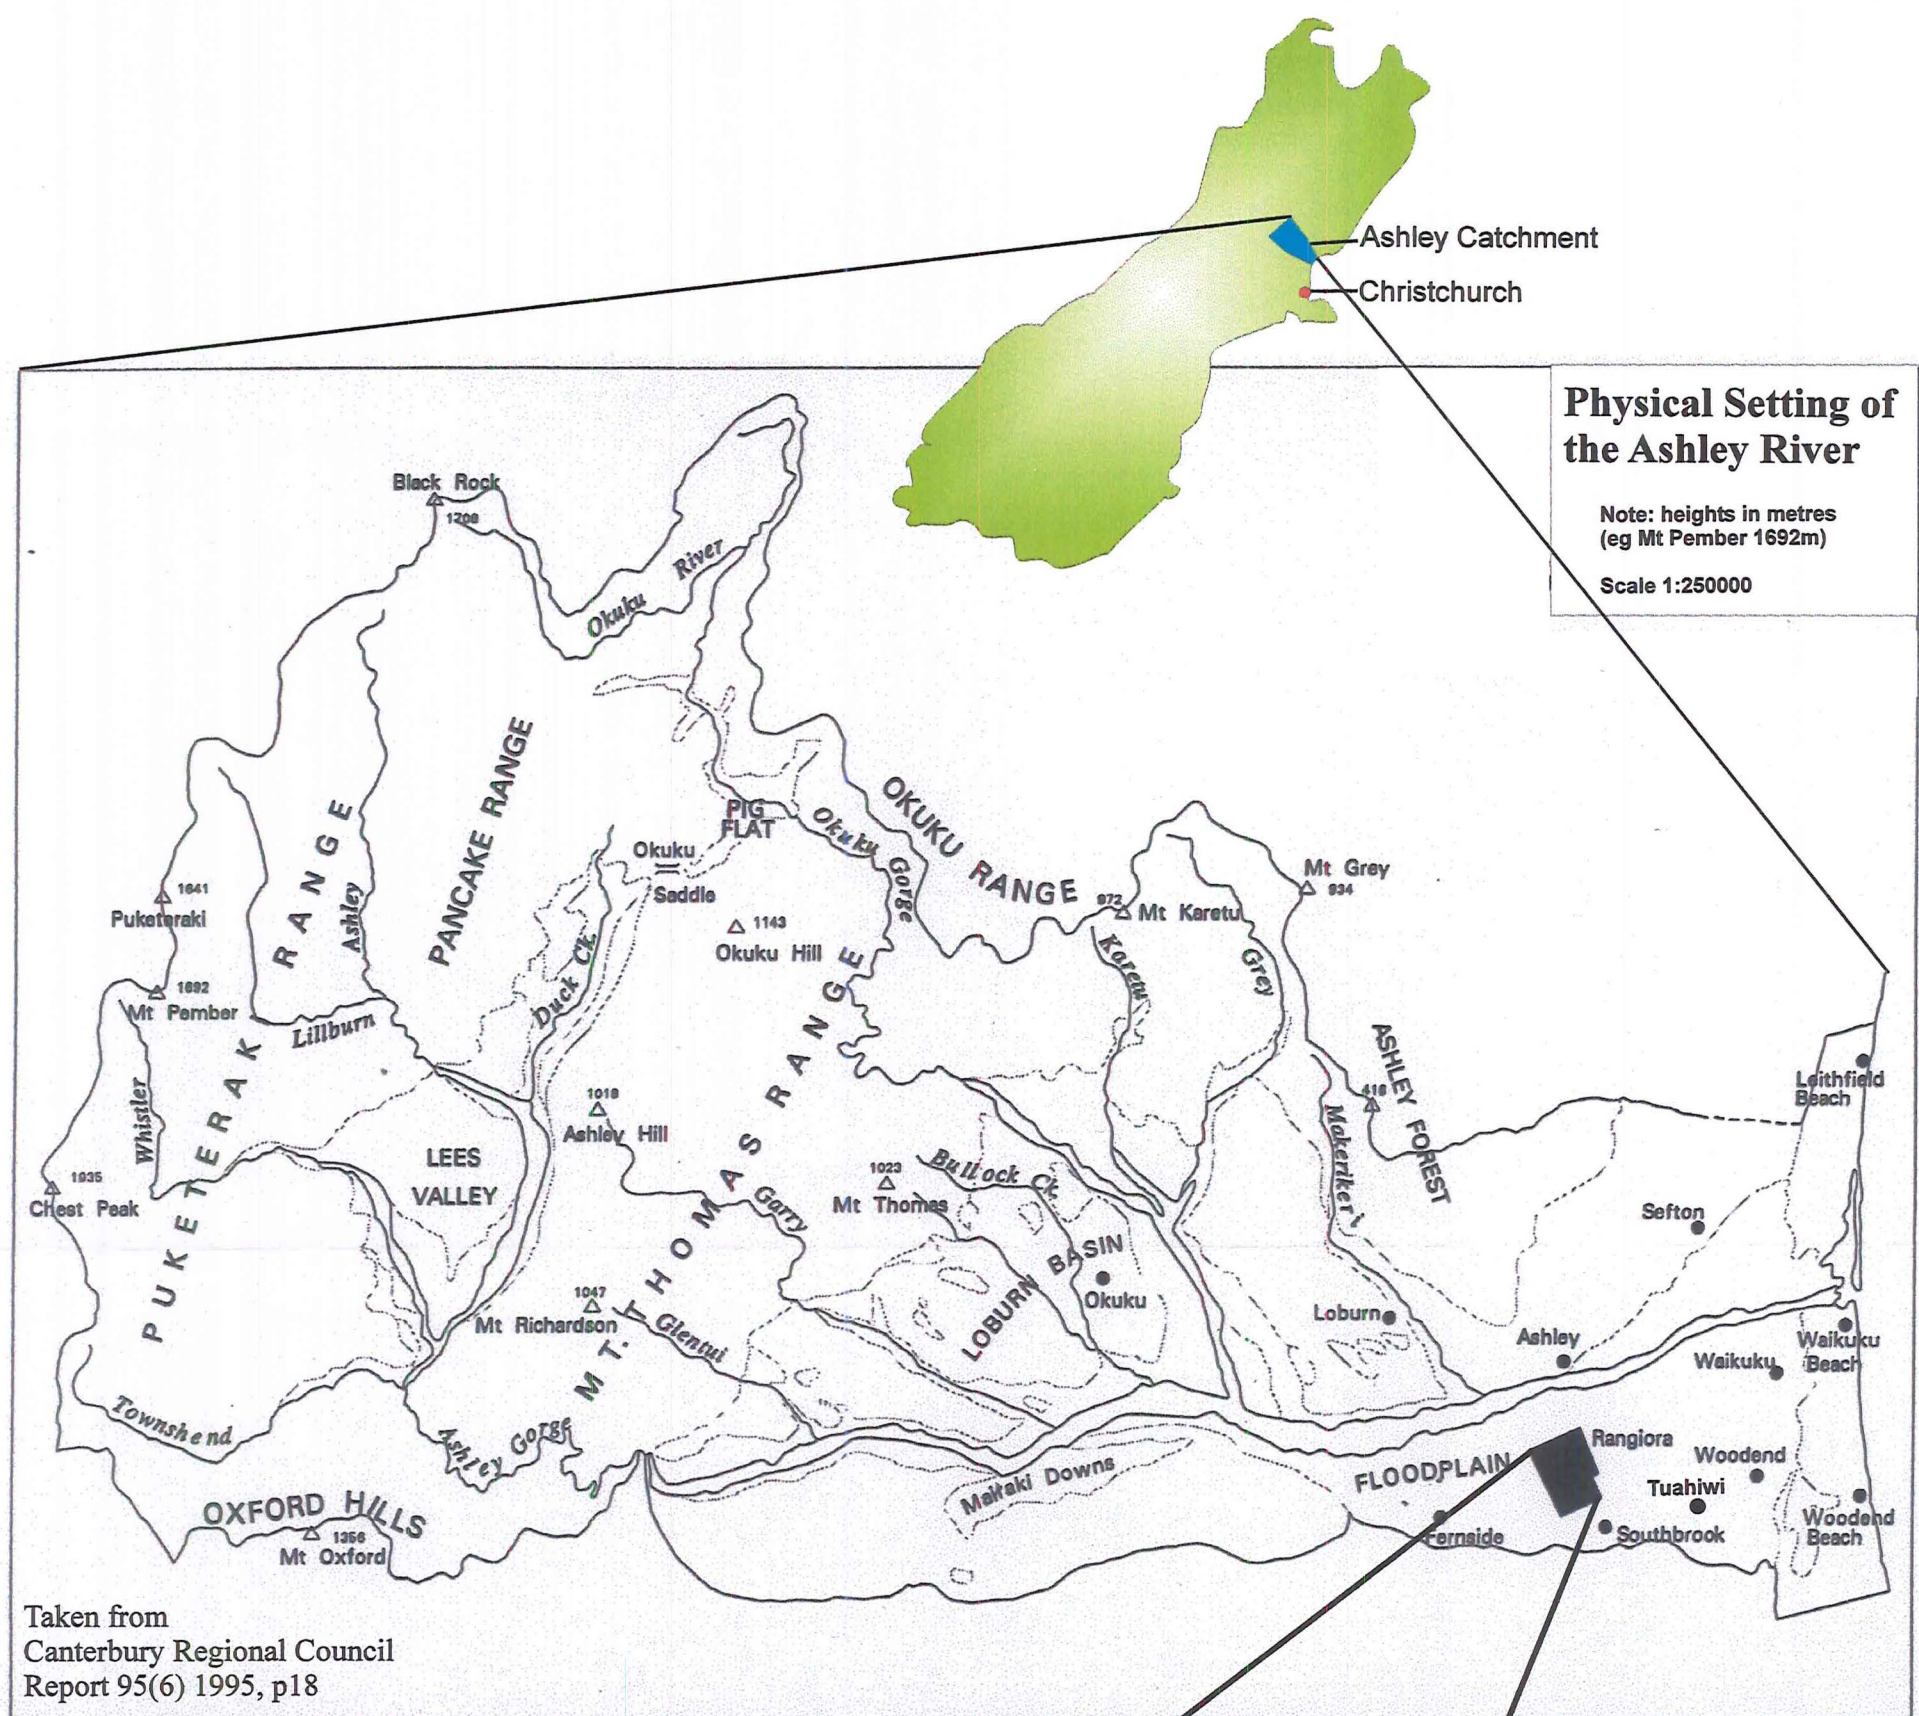 Ashley Catchment
Christchurch
Physical Setting of
the Ashley River
Note: heights in metres
(eg Mt Pember 1692m)
Scale 1:250000
Black Rock
River
Okuku
PANCAKE RANGE
RANGE
Ashley
PIG
FLAT
Okuku Gorge
OKUKU RANGE
Okuku
Saddle
1143
Okuku Hill
Duck Ck.
1641
1692
Mt Pember
Lillburn
Whistler
PUKETERAK
1935
Chest Peak
LEES
VALLEY
1019
Ashley Hill
972
Mt Karetu
Mt Grey
934
Karetu
Grey
ASHLEY FOREST
418
Makerikeri
Leithfield
Beach
MT. THOMAS RANGE
1023
Mt Thomas
Bullock Ck.
Garry
LOBURN BASIN
Okuku
Loburn
Sefton
Ashley
Waikuku
Beach
Waikuku
1047
Mt Richardson
Glentui
Townshend
Ashley Gorge
OXFORD HILLS
1356
Mt Oxford
Downs
FLOODPLAIN
Rangiora
Woodend
Tuahiwi
Fernside
Southbrook
Woodend
Beach
Taken from
Canterbury Regional Council
Report 95(6) 1995, p18